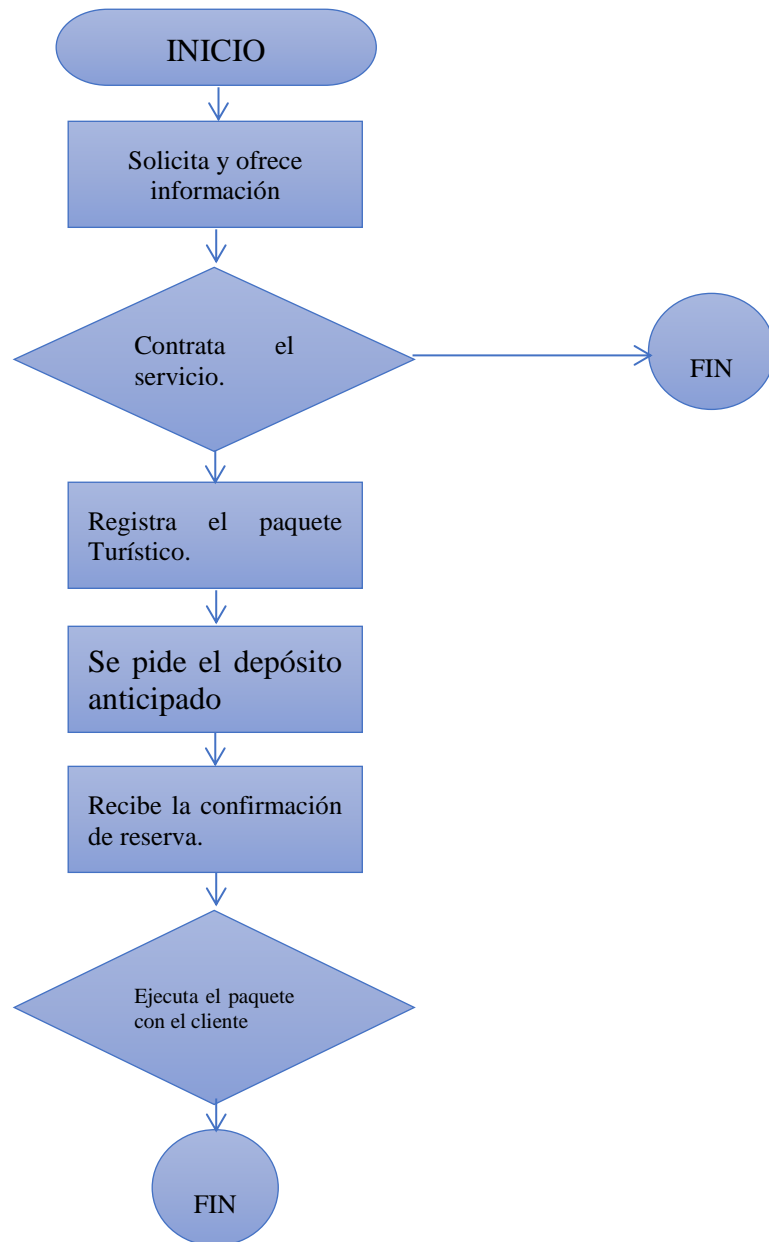 INICIO
Solicita y ofrece
información
Contrata el
servicio.
FIN
Registra el paquete
Turístico.
Se pide el depósito
anticipado
Recibe la confirmación
de reserva.
Ejecuta el paquete
con el cliente
FIN